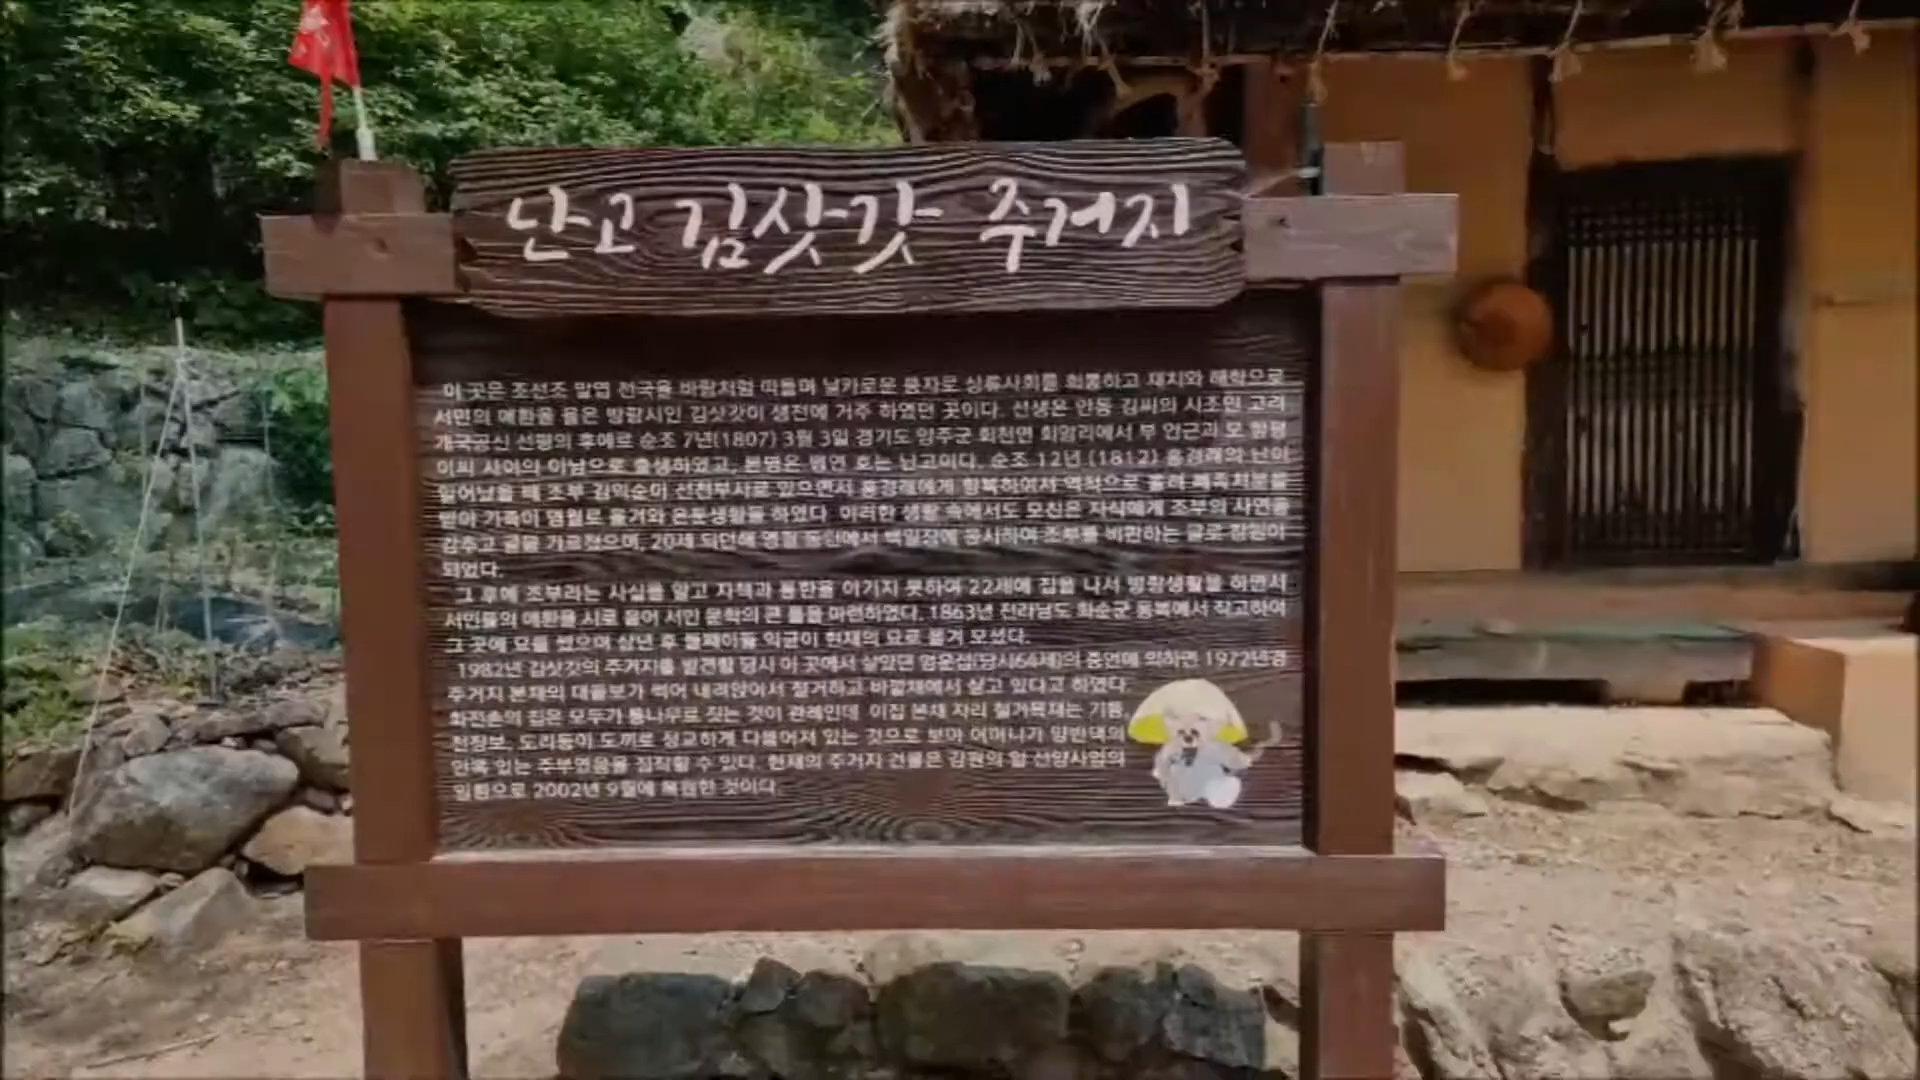 난고 김삿갓 주거지
이 곳은 조선조 말엽 전국을 바람처럼 떠돌며 날카로운 풍자로 상류사회를 희롱하고 재치와 해학으로
서민의 애환을 읊은 방랑시인 김삿갓이 생전에 거주 하였던 곳이다. 선생은 안동 김씨의 시조인 고려
개국공신 선평의 후예로 순조 7년(1807) 3월 3일 경기도 양주군 회천면 회암리에서 부 안근과 모 함평
이씨 사이의 이남으로 출생하였고, 본명은 병연 호는 난고이다. 순조 12년 (1812) 홍경래의 난이
일어났을 때 조부 김익순이 선천부사로 있으면서 홍경래에게 항복하여서 역적으로 몰려 폐족처분을
받아 가족이 영월로 옮겨와 은둔생활을 하였다. 이러한 생활 속에서도 모친은 자식에게 조부의 사연을
감추고 글을 가르쳤으며, 20세 되던해 영월 동헌에서 백일장에 응시하여 조부를 비판하는 글로 장원이
되었다.
그 후에 조부라는 사실을 알고 자책과 통한을 이기지 못하여 22세에 집을 나서 방랑생활을 하면서
서민들의 애환을 시로 읊어 서민 문학의 큰 틀을 마련하였다. 1863년 전라남도 화순군 동복에서 작고하여
그 곳에 묘를 썼으며 삼년 후 둘째아들 익균이 현재의 묘로 옮겨 모셨다.
1982년 김삿갓의 주거지를 발견할 당시 이 곳에서 살았던 엄운섭(당시64세)의 증언에 의하면 1972년경
주거지 본채의 대들보가 썩어 내려앉아서 철거하고 바깥채에서 살고 있다고 하였다.
화전촌의 집은 모두가 통나무로 짓는 것이 관례인데 이집 본채 자리 철거목재는 기둥,
천장보, 도리등이 도끼로 정교하게 다듬어져 있는 것으로 보아 어머니가 양반댁의
안목 있는 주부였음을 짐작할 수 있다. 현재의 주거지 건물은 강원의 얼 선양사업의
일환으로 2002년 9월에 복원한 것이다.